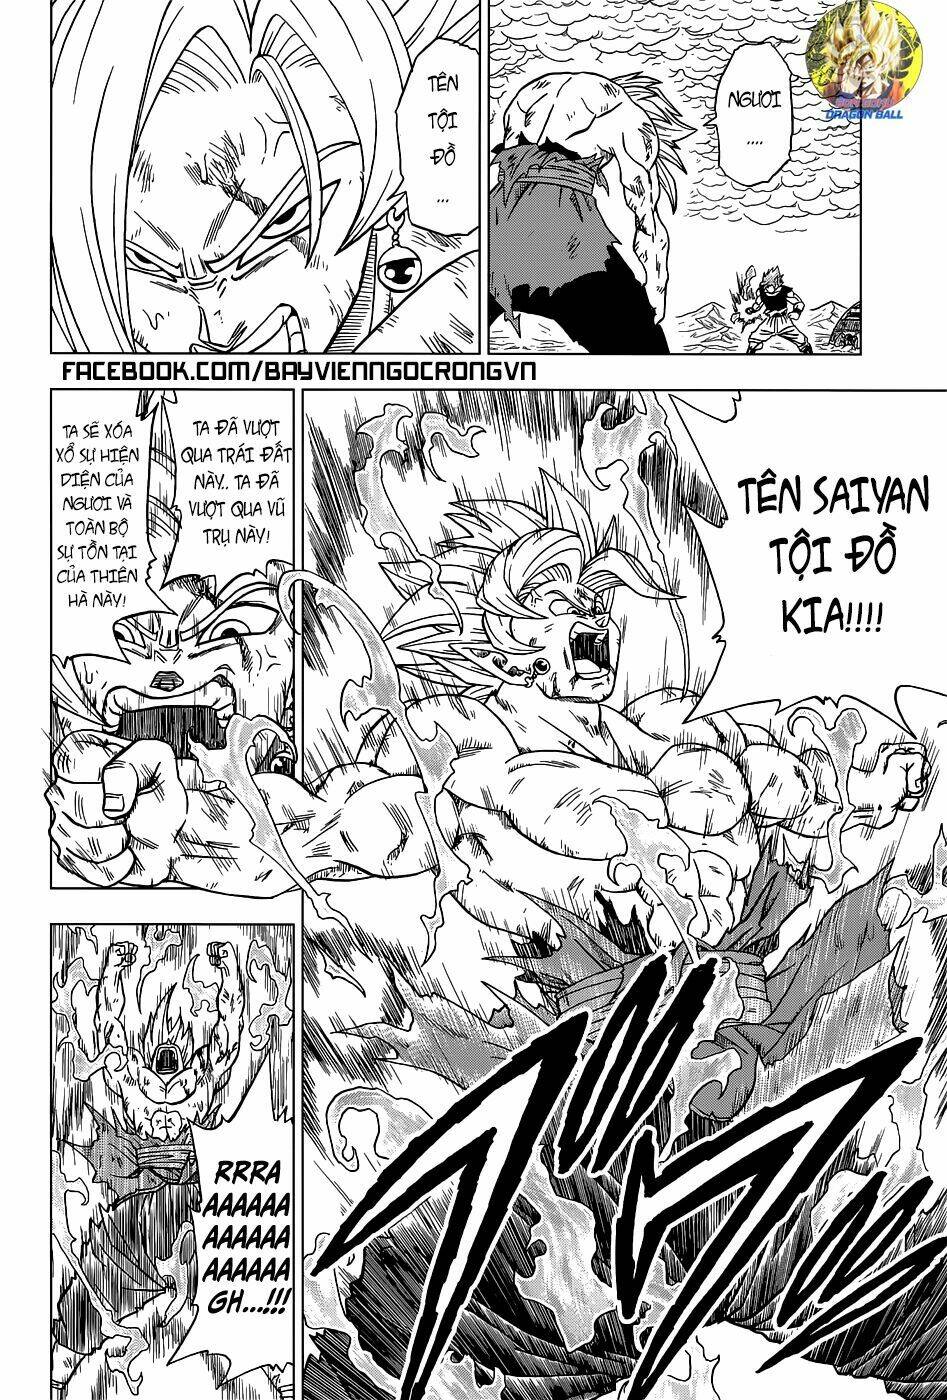 NGƯƠI
....
TÊN
TỘI
ĐỒ
...
DRAGON BALL
FACEBOOK.COM/BAYVIENNGOCRONGVN
TÊN SAIYAN
TỘI ĐỒ
KIA!!!!
TA ĐÃ VƯỢT
QUA TRÁI ĐẤT
NÀY.. TA ĐÃ
VƯỢT QUA VŨ
TRỤ NÀY!
TA SẼ XÓA
XỔ SỰ HIỆN
DIỆN CỦA
NGƯƠI VÀ
TOÀN BỘ
SỰ TỒN TẠI
CỦA THIÊN
HÀ NÀY!
RRRA
AAAAAA
AAAAAA
AAAAAA
GH...!!!